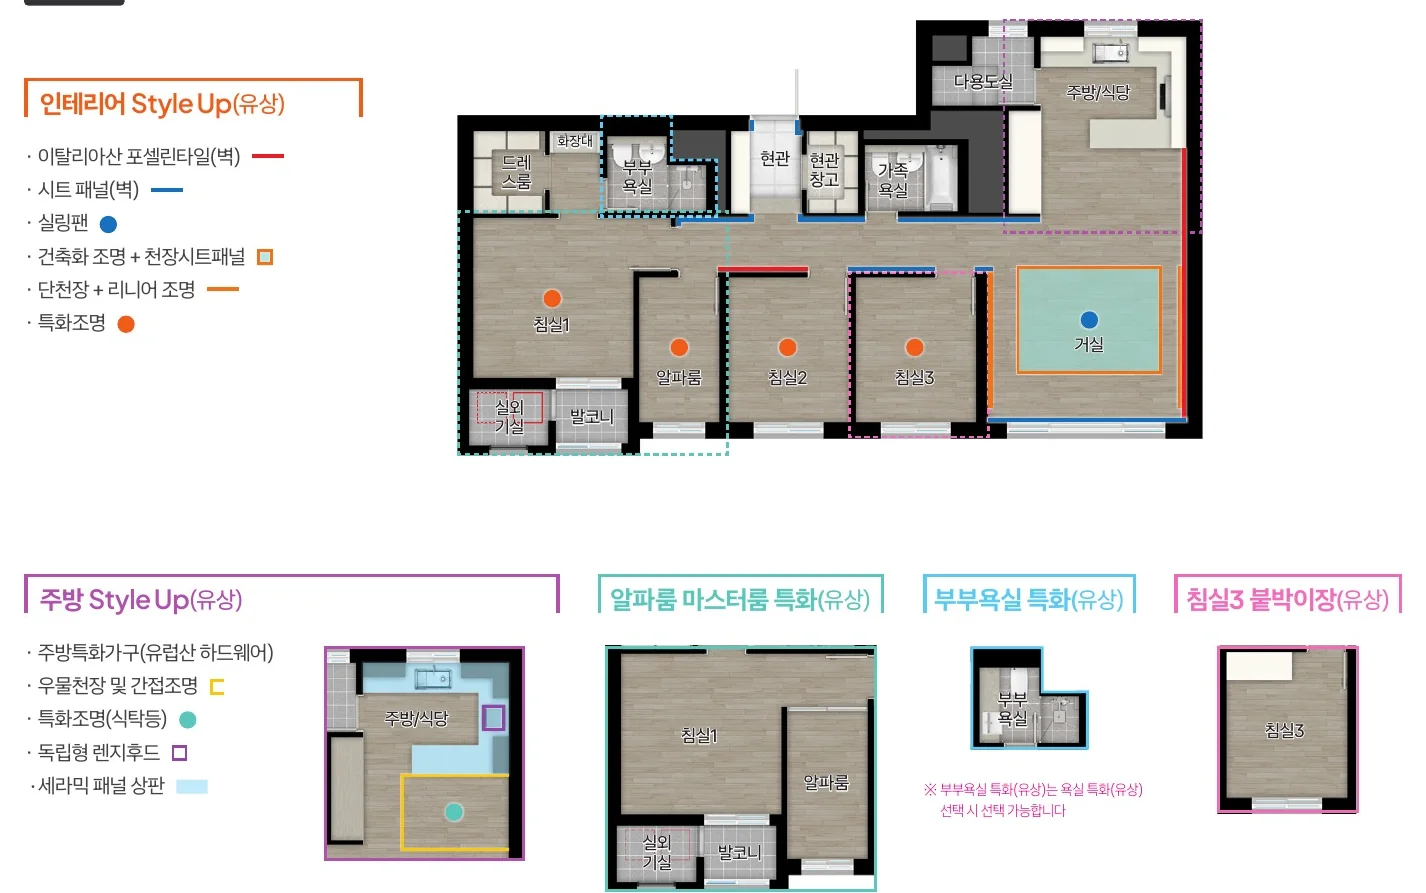 인테리어 Style Up(유상)
· 이탈리아산 포셀린타일(벽)
· 시트 패널(벽)
· 실링팬
· 건축화 조명 + 천장시트패널
· 단천장 + 리니어 조명
· 특화조명
다용도실
주방/식당
드레
스룸
화장대
부부
욕실
현관
현관
창고
가족
욕실
침실1
알파룸
침실2
침실3
거실
실외
기실
발코니
주방 Style Up(유상)
· 주방특화가구(유럽산 하드웨어)
· 우물천장 및 간접조명
· 특화조명(식탁등)
· 독립형 렌지후드
· 세라믹 패널 상판
주방/식당
알파룸 마스터룸 특화(유상)
침실1
알파룸
실외
기실
발코니
부부욕실 특화(유상)
부부
욕실
※ 부부욕실 특화(유상)는 욕실 특화(유상)
선택 시 선택 가능합니다
침실3 붙박이장(유상)
침실3